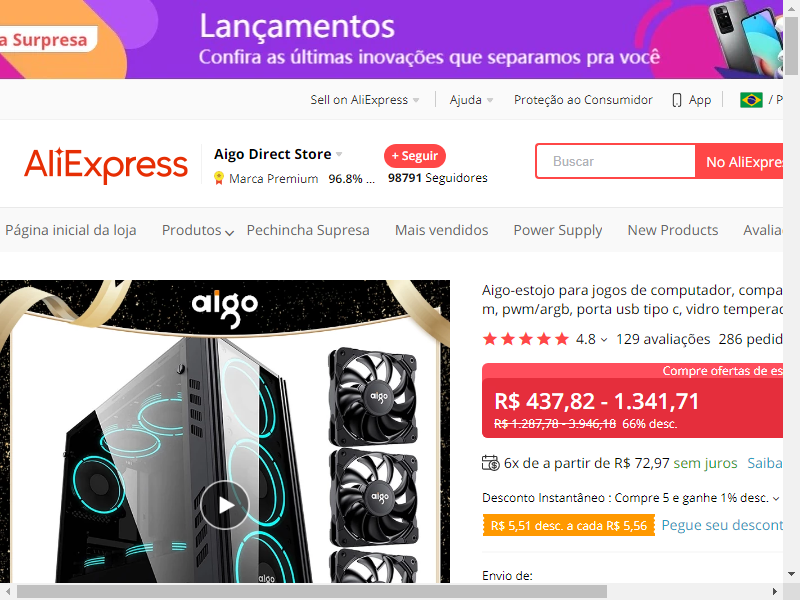 a Surpresa
Lançamentos
Confira as últimas inovações que separamos pra você
Sell on AliExpress
Ajuda
Proteção ao Consumidor
App
/ P
AliExpress
Aigo Direct Store
+ Seguir
Marca Premium 96.8% ...
98791 Seguidores
Buscar
No AliExpre
Página inicial da loja
Produtos
Pechincha Supresa
Mais vendidos
Power Supply
New Products
Avalia
aigo
aigo
aigo
aigo
Aigo-estojo para jogos de computador, compa
m, pwm/argb, porta usb tipo c, vidro temperad
4.8
129 avaliações
286 pedid
Compre ofertas de es
R$ 437,82 - 1.341,71
R$ 1.287,78 - 3.946,18 66% desc.
6x de a partir de R$ 72,97 sem juros Saiba
Desconto Instantâneo : Compre 5 e ganhe 1% desc.
R$ 5,51 desc. a cada R$ 5,56
Pegue seu descont
Envio de: